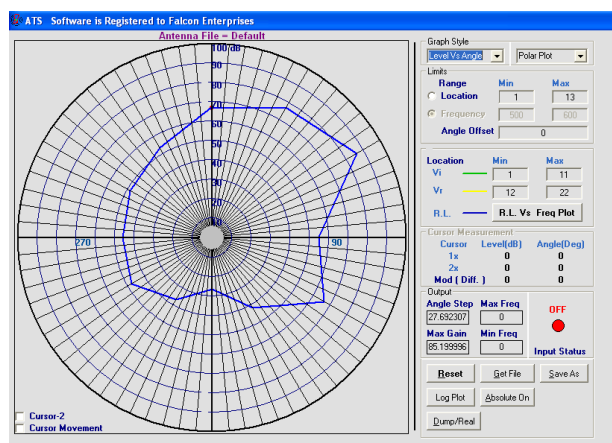 ATS Software is Registered to Falcon Enterprises
Antenna File = Default
100/dB
90
80
70
60
50
40
30
20
10
270
90
Cursor-2
Cursor Movement
Graph Style
Level Vs Angle
Polar Plot
Limits
Range Min Max
Location 1 13
Frequency 500 600
Angle Offset 0
Location Min Max
Vi 1 11
Vr 12 22
R.L. R.L. Vs Freq Plot
Cursor Measurement
Cursor Level(dB) Angle(Deg)
1x 0 0
2x 0 0
Mod ( Diff. ) 0 0
Output
Angle Step Max Freq
27.692307 0
OFF
Max Gain Min Freq
85.199996 0
Input Status
Reset Get File Save As
Log Plot Absolute On
Dump/Real